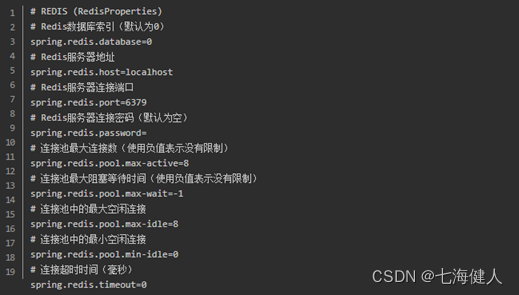 1 # REDIS (RedisProperties)
2 # Redis数据库索引（默认为0）
3 spring.redis.database=0
4 # Redis服务器地址
5 spring.redis.host=localhost
6 # Redis服务器连接端口
7 spring.redis.port=6379
8 # Redis服务器连接密码（默认为空）
9 spring.redis.password=
10 # 连接池最大连接数（使用负值表示没有限制）
11 spring.redis.pool.max-active=8
12 # 连接池最大阻塞等待时间（使用负值表示没有限制）
13 spring.redis.pool.max-wait=-1
14 # 连接池中的最大空闲连接
15 spring.redis.pool.max-idle=8
16 # 连接池中的最小空闲连接
17 spring.redis.pool.min-idle=0
18 # 连接超时时间（毫秒）
19 spring.redis.timeout=0
CSDN @七海健人